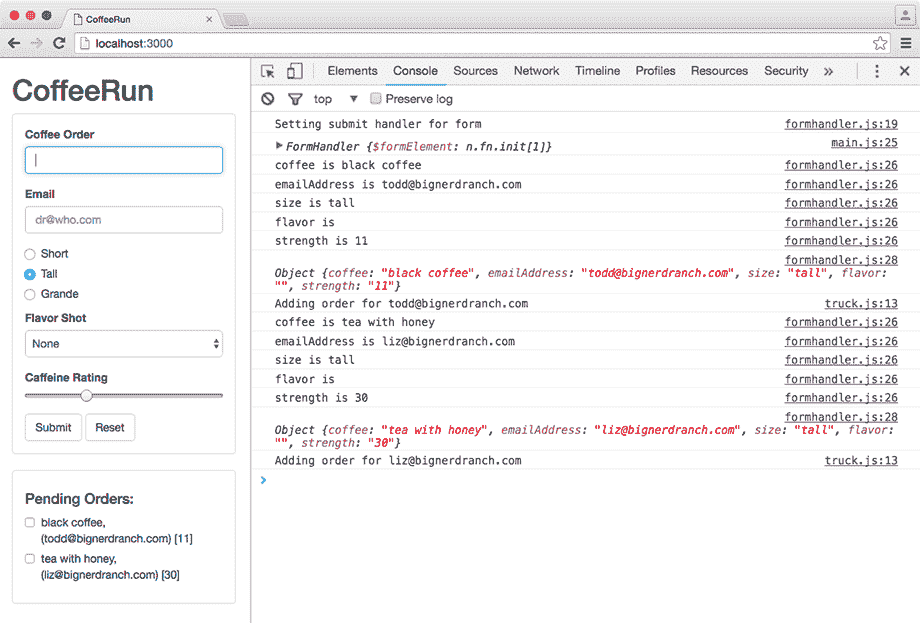 CoffeeRun
localhost:3000
CoffeeRun
Coffee Order
Email
dr@who.com
Short
Tall
Grande
Flavor Shot
None
Caffeine Rating
Submit Reset
Pending Orders:
black coffee,
(todd@bignerdranch.com) [11]
tea with honey,
(liz@bignerdranch.com) [30]
Elements Console Sources Network Timeline Profiles Resources Security »
top ▼ Preserve log
Setting submit handler for form formhandler.js:19
FormHandler {$formElement: n.fn.init[1]} main.js:25
coffee is black coffee formhandler.js:26
emailAddress is todd@bignerdranch.com formhandler.js:26
size is tall formhandler.js:26
flavor is formhandler.js:26
strength is 11 formhandler.js:26
formhandler.js:28
Object {coffee: "black coffee", emailAddress: "todd@bignerdranch.com", size: "tall", flavor:
"", strength: "11"}
Adding order for todd@bignerdranch.com truck.js:13
coffee is tea with honey formhandler.js:26
emailAddress is liz@bignerdranch.com formhandler.js:26
size is tall formhandler.js:26
flavor is formhandler.js:26
strength is 30 formhandler.js:26
formhandler.js:28
Object {coffee: "tea with honey", emailAddress: "liz@bignerdranch.com", size: "tall", flavor:
"", strength: "30"}
Adding order for liz@bignerdranch.com truck.js:13